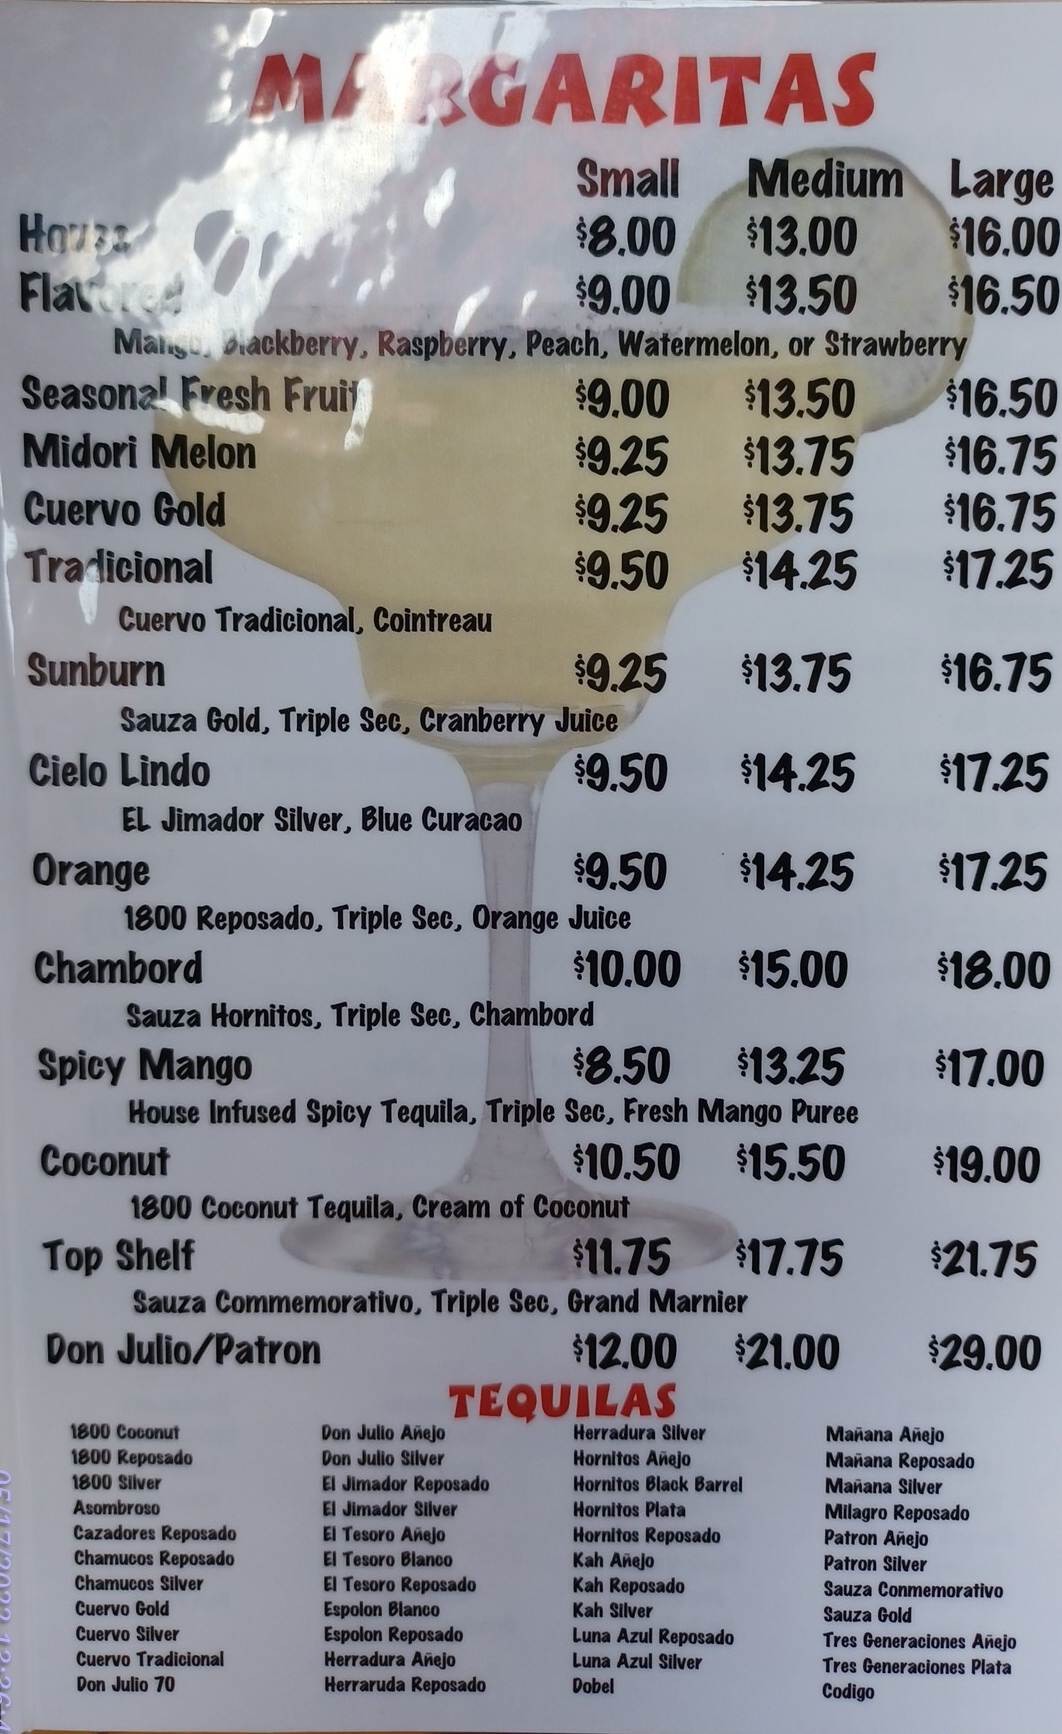 MARGARITAS
Small Medium Large
House $8.00 $13.00 $16.00
Flavored $9.00 $13.50 $16.50
Mango, Blackberry, Raspberry, Peach, Watermelon, or Strawberry
Seasonal Fresh Fruit $9.00 $13.50 $16.50
Midori Melon $9.25 $13.75 $16.75
Cuervo Gold $9.25 $13.75 $16.75
Tradicional $9.50 $14.25 $17.25
Cuervo Tradicional, Cointreau
Sunburn $9.25 $13.75 $16.75
Sauza Gold, Triple Sec, Cranberry Juice
Cielo Lindo $9.50 $14.25 $17.25
EL Jimador Silver, Blue Curacao
Orange $9.50 $14.25 $17.25
1800 Reposado, Triple Sec, Orange Juice
Chambord $10.00 $15.00 $18.00
Sauza Hornitos, Triple Sec, Chambord
Spicy Mango $8.50 $13.25 $17.00
House Infused Spicy Tequila, Triple Sec, Fresh Mango Puree
Coconut $10.50 $15.50 $19.00
1800 Coconut Tequila, Cream of Coconut
Top Shelf $11.75 $17.75 $21.75
Sauza Commemorativo, Triple Sec, Grand Marnier
Don Julio/Patron $12.00 $21.00 $29.00
TEQUILAS
1800 Coconut
1800 Reposado
1800 Silver
Asombroso
Cazadores Reposado
Chamucos Reposado
Chamucos Silver
Cuervo Gold
Cuervo Silver
Cuervo Tradicional
Don Julio 70
Don Julio Añejo
Don Julio Silver
El Jimador Reposado
El Jimador Silver
El Tesoro Añejo
El Tesoro Blanco
El Tesoro Reposado
Espolon Blanco
Espolon Reposado
Herradura Añejo
Herraruda Reposado
Herradura Silver
Hornitos Añejo
Hornitos Black Barrel
Hornitos Plata
Hornitos Reposado
Kah Añejo
Kah Reposado
Kah Silver
Luna Azul Reposado
Luna Azul Silver
Dobel
Mañana Añejo
Mañana Reposado
Mañana Silver
Milagro Reposado
Patron Añejo
Patron Silver
Sauza Conmemorativo
Sauza Gold
Tres Generaciones Añejo
Tres Generaciones Plata
Codigo
05/17/2022